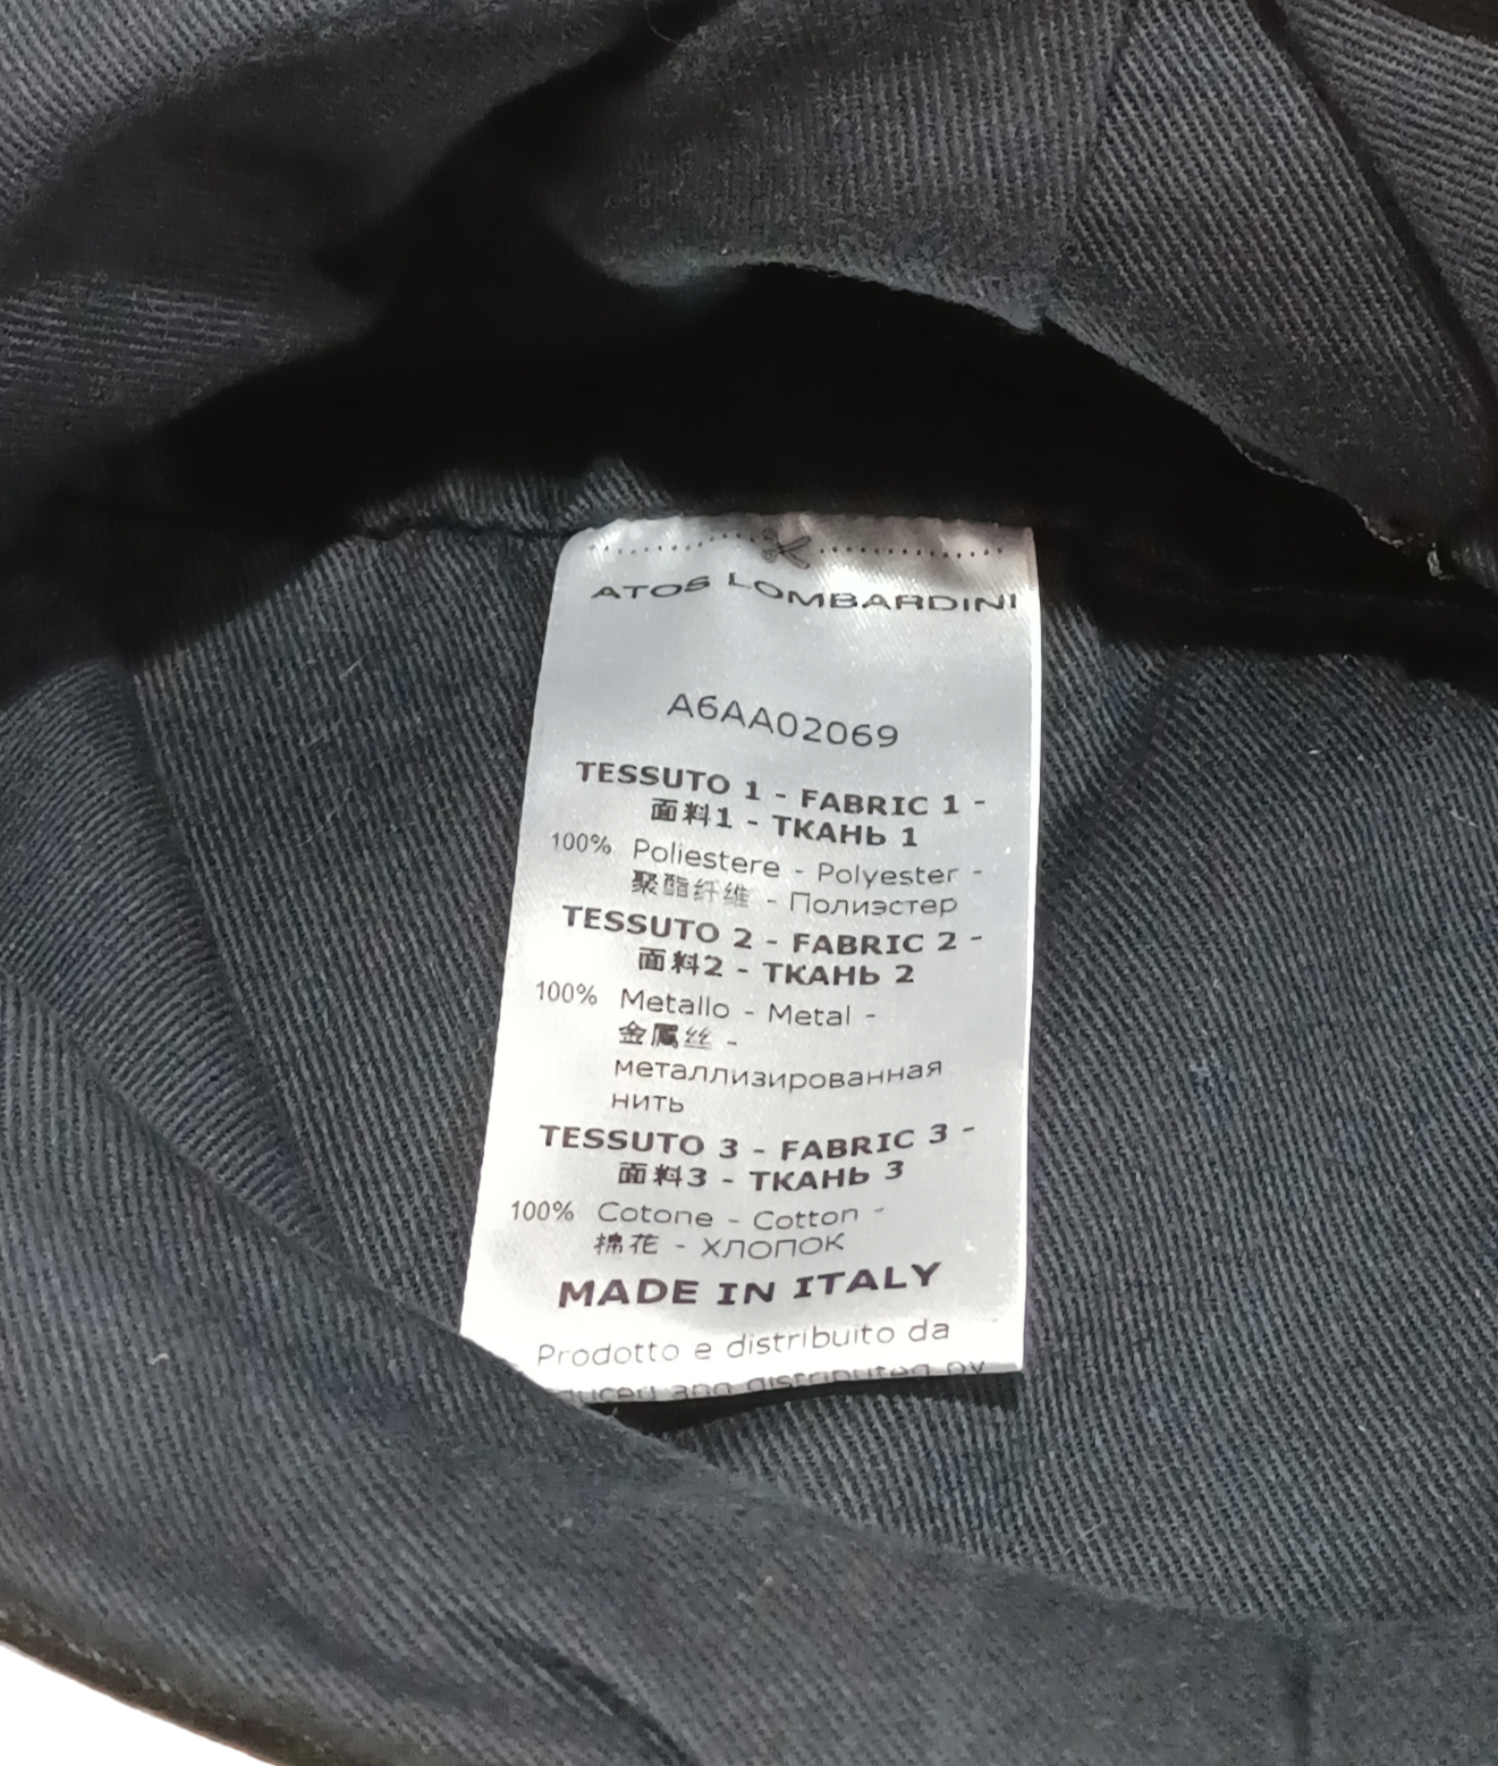 ATOS LOMBARDINI
A6AA02069
TESSUTO 1 - FABRIC 1 -
面料1 - ТКАНЬ 1
100% Poliestere - Polyester -
聚酯纤维 - Полиэстер
TESSUTO 2 - FABRIC 2 -
面料2 - ТКАНЬ 2
100% Metallo - Metal -
金属丝 -
металлизированная
нить
TESSUTO 3 - FABRIC 3 -
面料3 - ТКАНЬ 3
100% Cotone - Cotton -
棉花 - хлопок
MADE IN ITALY
Prodotto e distribuito da
and distributed by